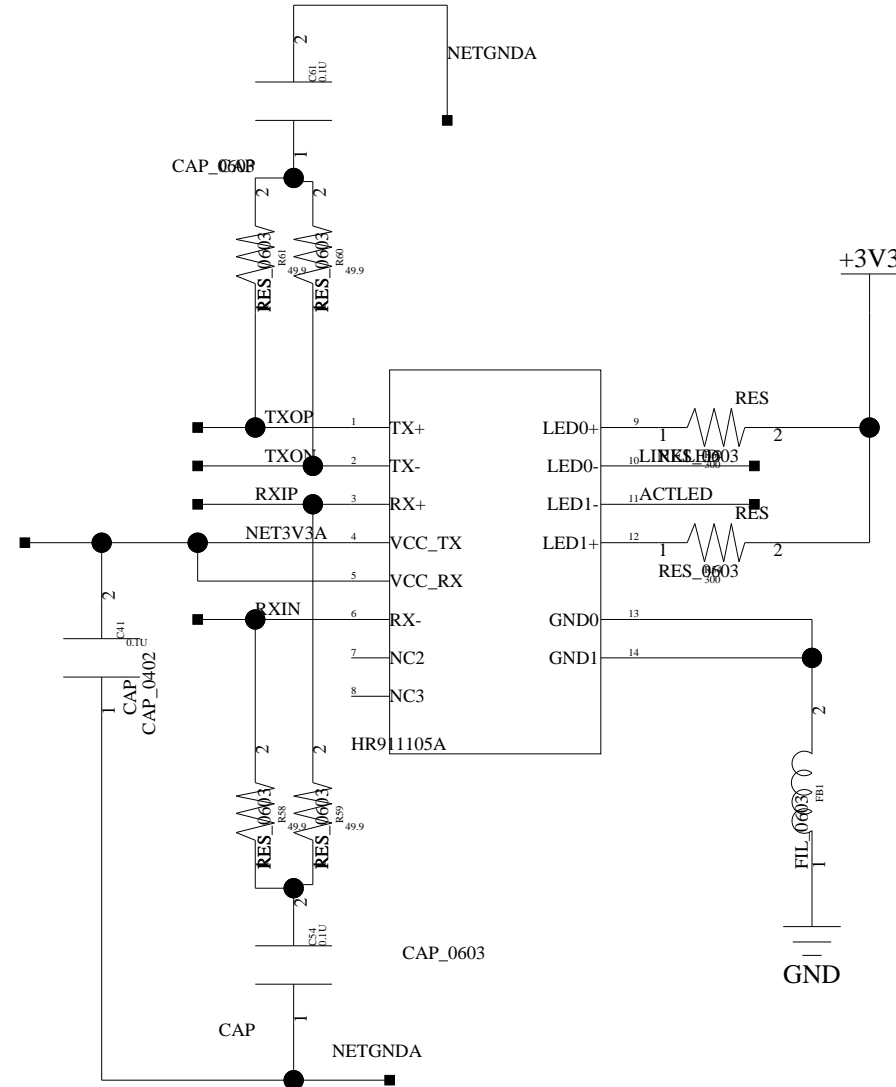 2
C61
0.1U
NETGNDA
1
CAP_0603
CAP
2
2
RES_0603
R61
49.9
RES_0603
R60
49.9
+3V3
TXOP
1
TX+
LED0+
9
1
RES
2
TXON
2
TX-
LED0-
10
LINKLED
RES_0603
300
RXIP
3
RX+
LED1-
11
ACTLED
RES
NET3V3A
4
VCC_TX
LED1+
12
1
2
RES_0603
300
5
VCC_RX
2
C41
0.1U
CAP
CAP_0402
1
RXIN
6
RX-
GND0
13
7
NC2
GND1
14
8
NC3
HR911105A
2
2
RES_0603
R58
49.9
RES_0603
R59
49.9
2
FB1
FIL_0603
1
2
C54
0.1U
CAP_0603
1
CAP
GND
NETGNDA